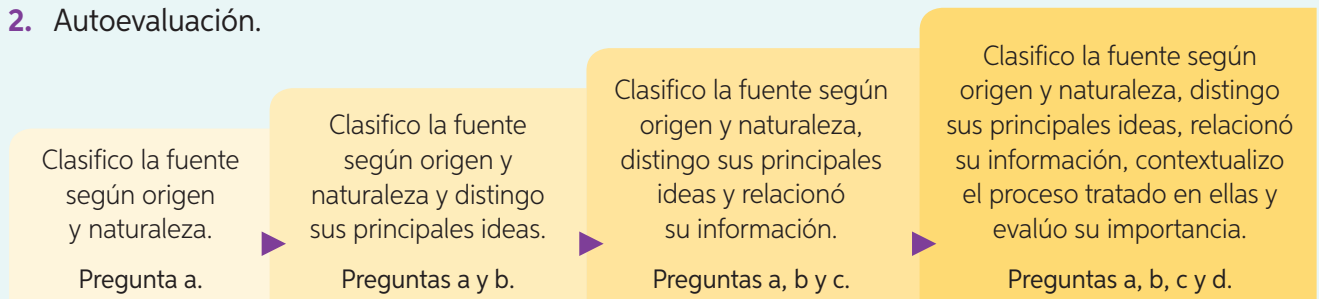 2. Autoevaluación.
Clasifico la fuente
según origen
y naturaleza.
Pregunta a.
Clasifico la fuente
según origen y
naturaleza y distingo
sus principales ideas.
Preguntas a y b.
Clasifico la fuente según
origen y naturaleza,
distingo sus principales
ideas y relacionó
su información.
Preguntas a, b y c.
Clasifico la fuente según
origen y naturaleza, distingo
sus principales ideas, relacionó
su información, contextualizo
el proceso tratado en ellas y
evalúo su importancia.
Preguntas a, b, c y d.